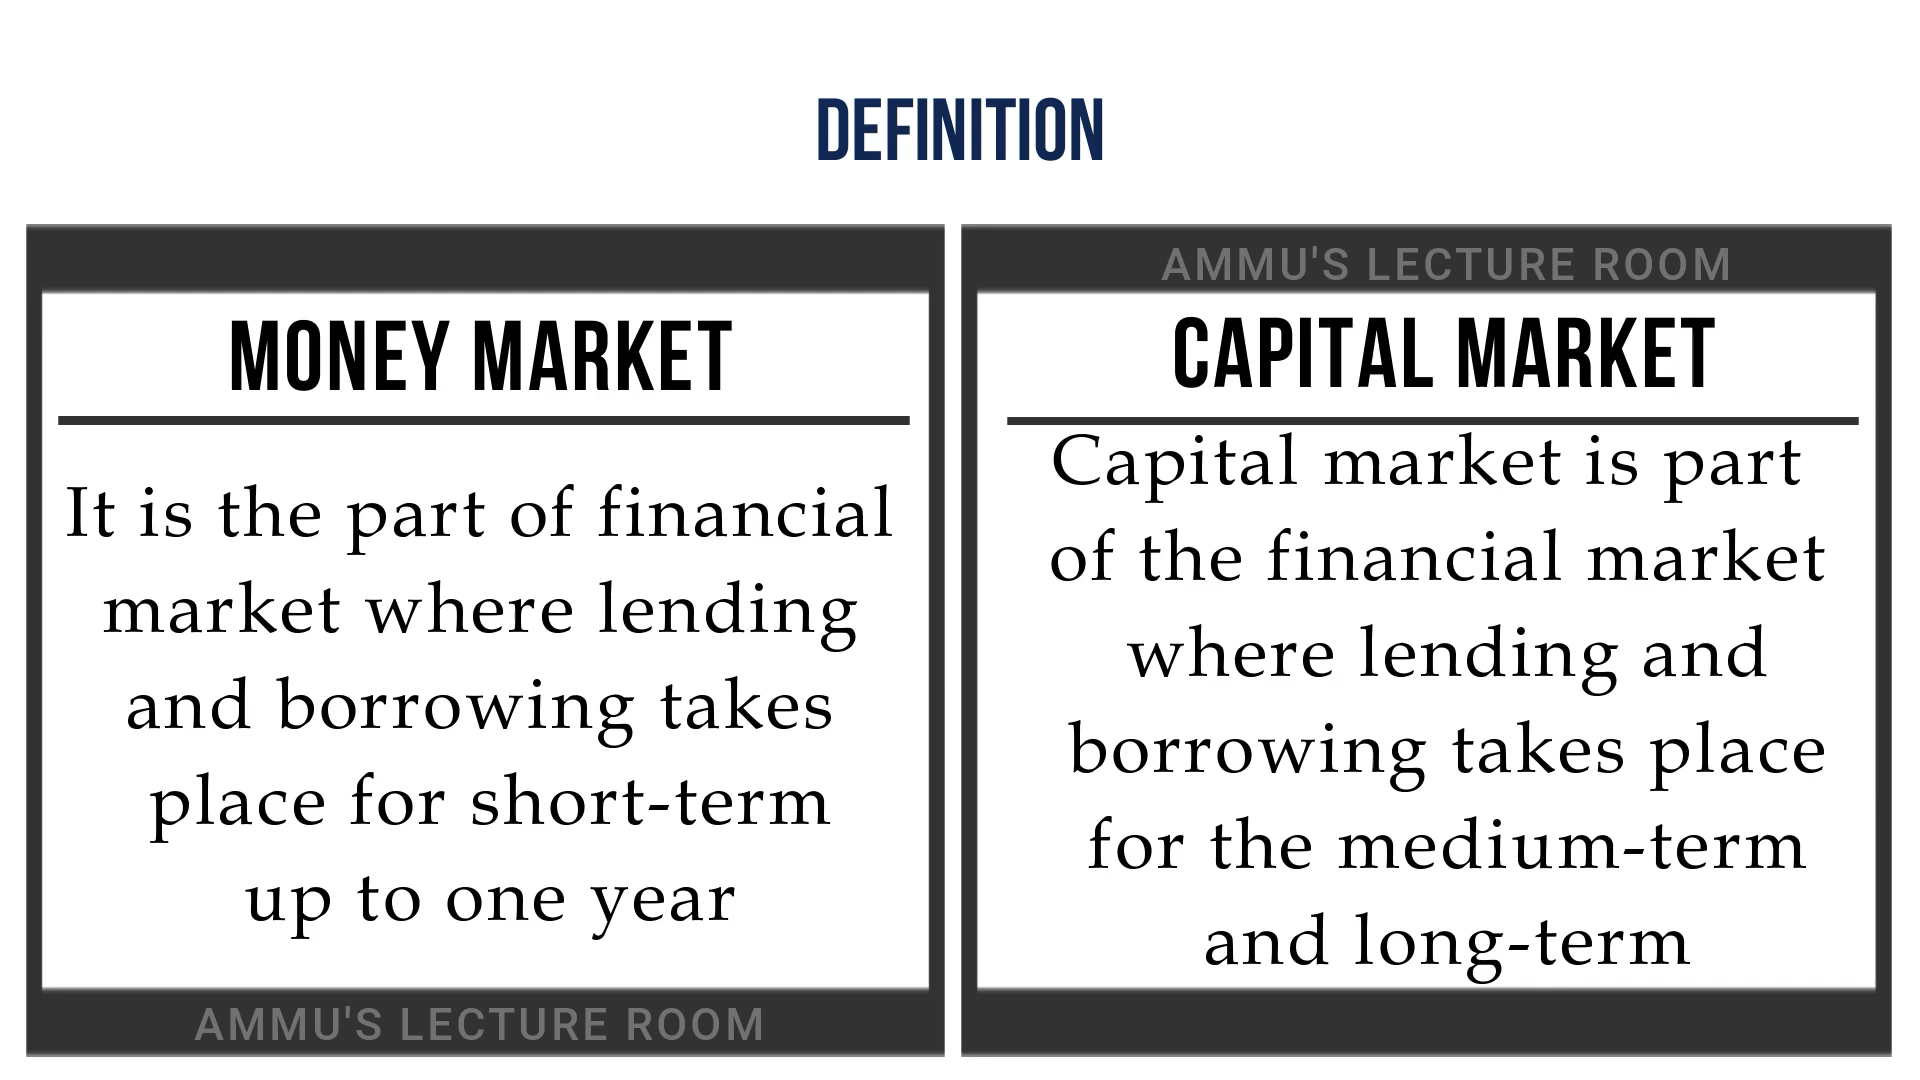 DEFINITION
MONEY MARKET
It is the part of financial
market where lending
and borrowing takes
place for short-term
up to one year
AMMU'S LECTURE ROOM
AMMU'S LECTURE ROOM
CAPITAL MARKET
Capital market is part
of the financial market
where lending and
borrowing takes place
for the medium-term
and long-term